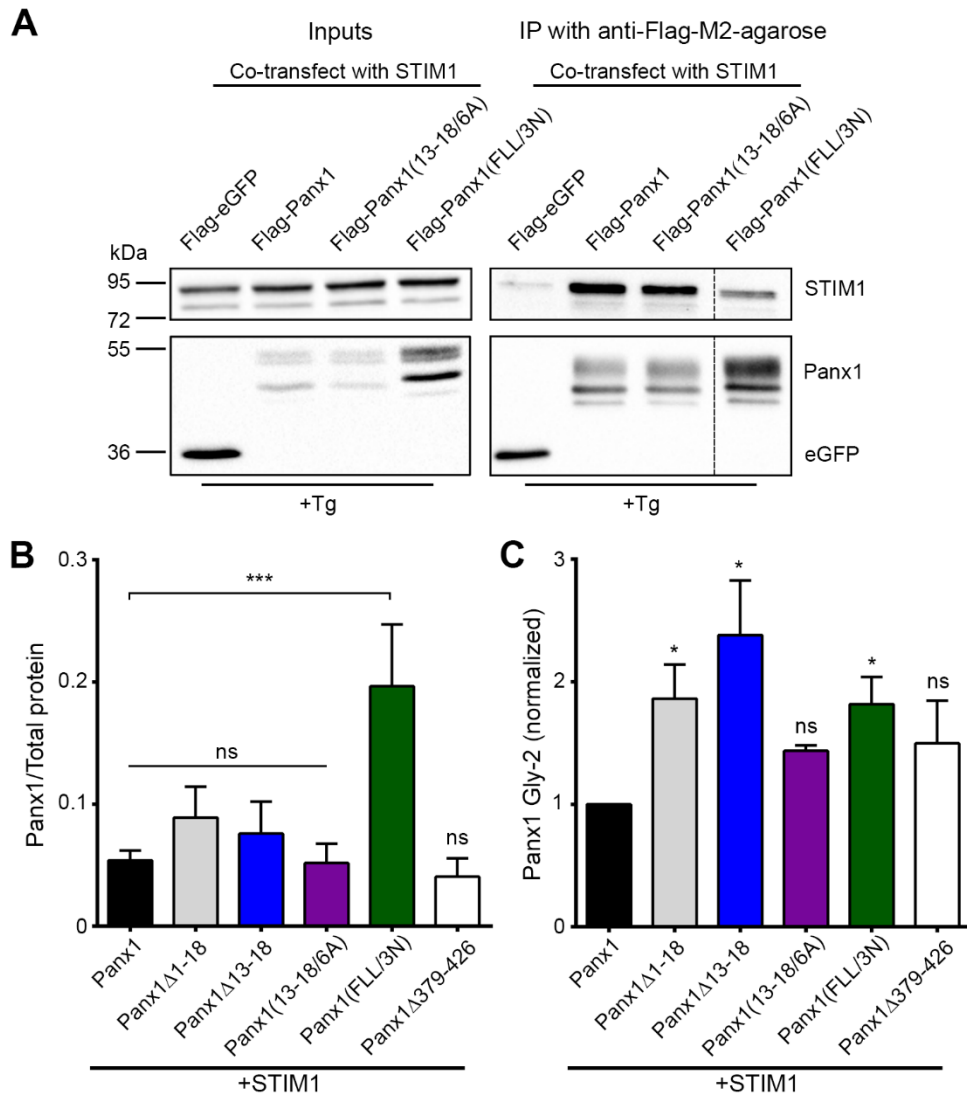 A
Inputs
IP with anti-Flag-M2-agarose
Co-transfect with STIM1
Co-transfect with STIM1
Flag-eGFP
Flag-Panx1
Flag-Panx1(13-18/6A)
Flag-Panx1(FLL/3N)
Flag-eGFP
Flag-Panx1
Flag-Panx1(13-18/6A)
Flag-Panx1(FLL/3N)
kDa
95
72
55
36
STIM1
Panx1
eGFP
+Tg
+Tg
B
Panx1/Total protein
0.3
0.2
0.1
0
***
ns
ns
Panx1
Panx1Δ1-18
Panx1Δ13-18
Panx1(13-18/6A)
Panx1(FLL/3N)
Panx1Δ379-426
+STIM1
C
Panx1 Gly-2 (normalized)
3
2
1
0
*
*
ns
*
ns
Panx1
Panx1Δ1-18
Panx1Δ13-18
Panx1(13-18/6A)
Panx1(FLL/3N)
Panx1Δ379-426
+STIM1